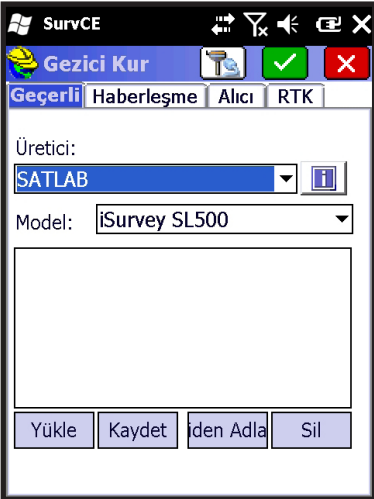 SurvCE
Gezici Kur
Geçerli Haberleşme Alıcı RTK
Üretici:
SATLAB
Model: iSurvey SL500
Yükle Kaydet iden Adla Sil